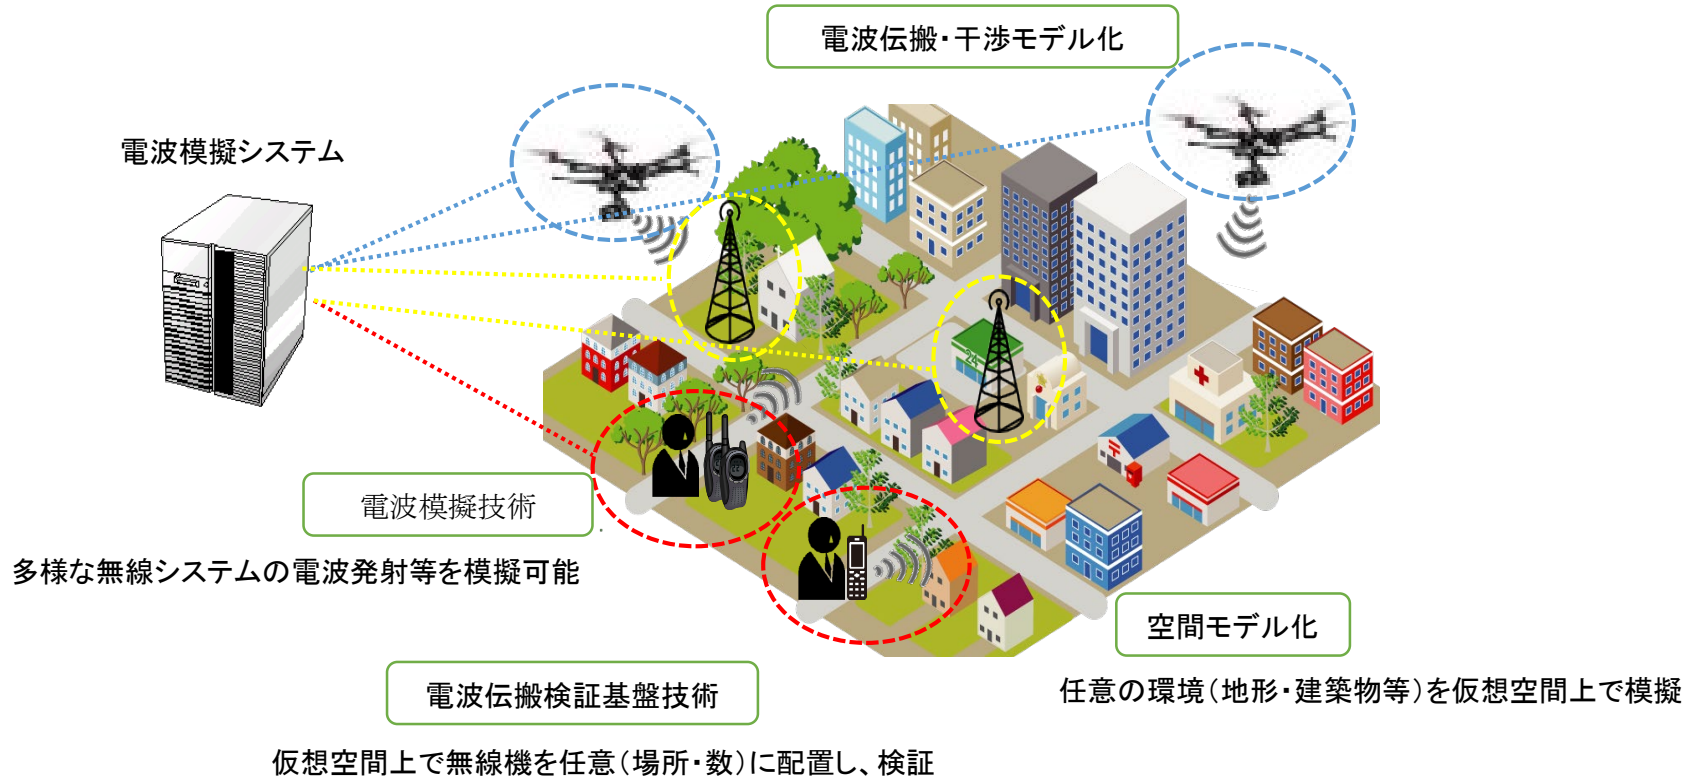 電波伝搬・干渉モデル化
電波模擬システム
24
〒
電波模擬技術
多様な無線システムの電波発射等を模擬可能
空間モデル化
任意の環境（地形・建築物等）を仮想空間上で模擬
電波伝搬検証基盤技術
仮想空間上で無線機を任意（場所・数）に配置し、検証